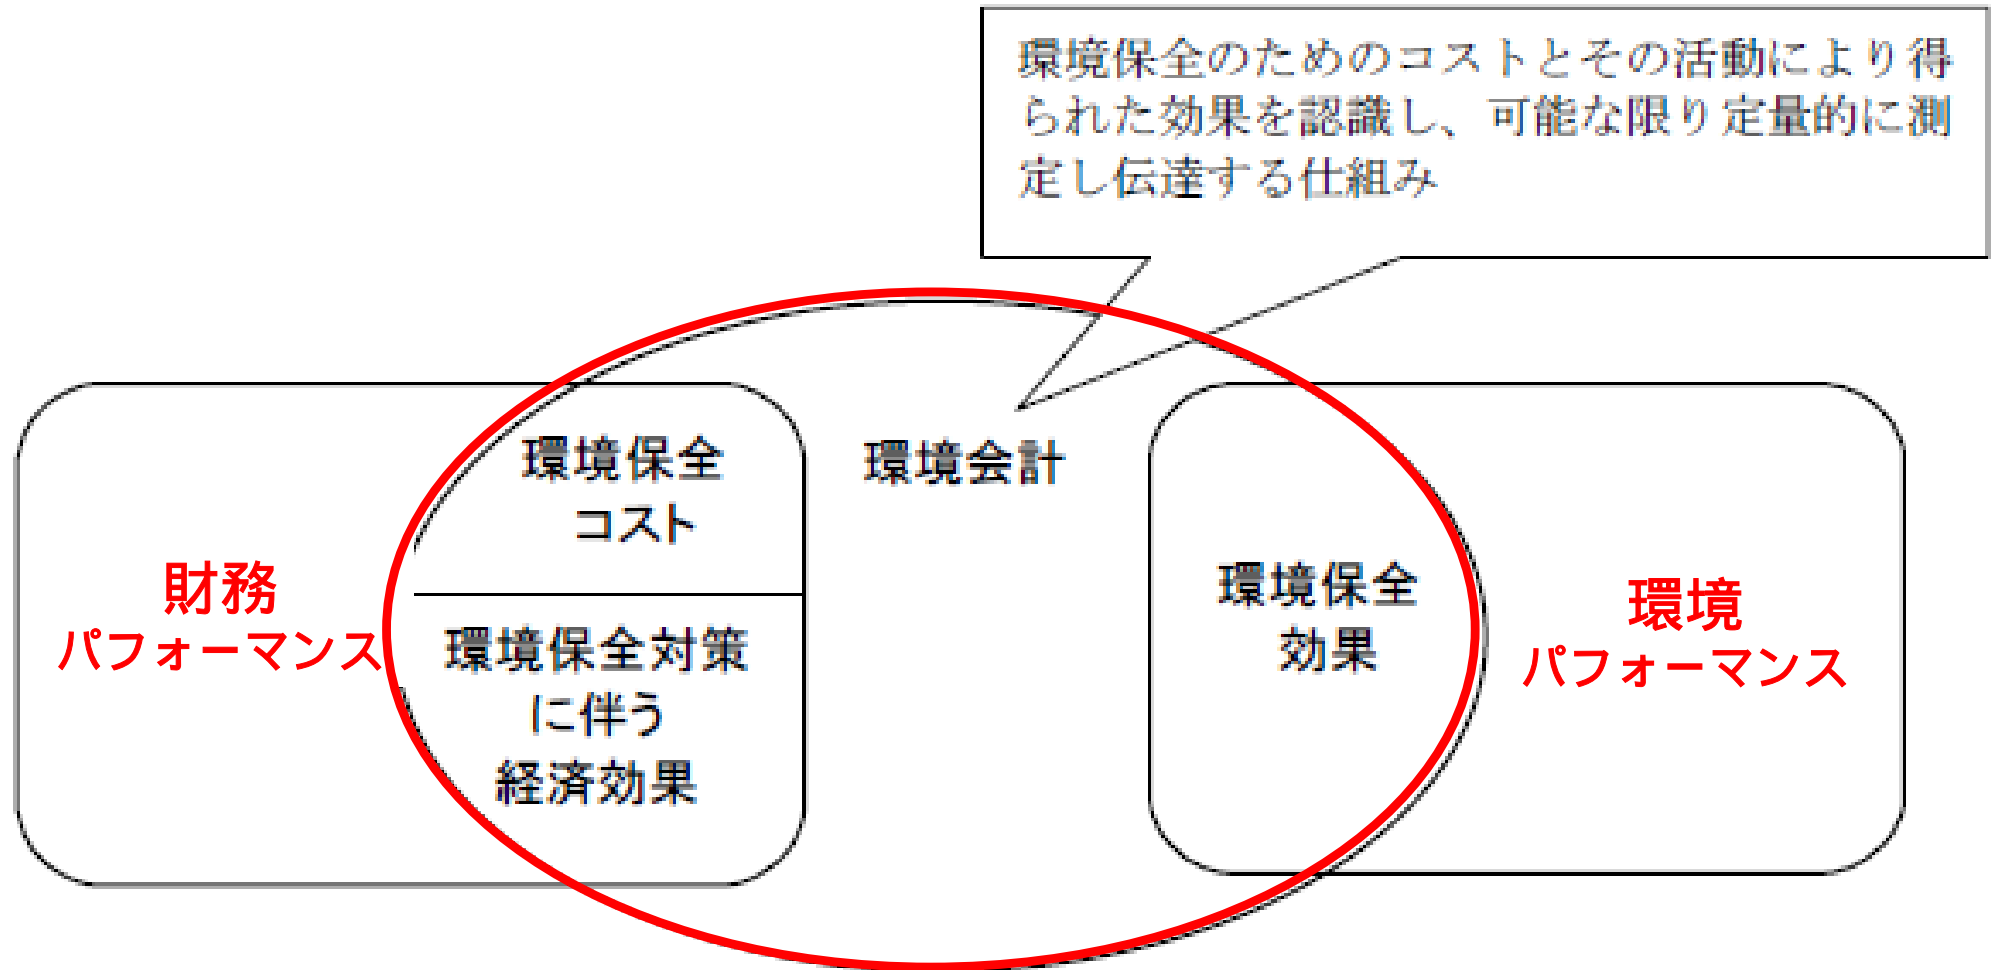 環境保全のためのコストとその活動により得
られた効果を認識し、可能な限り定量的に測
定し伝達する仕組み
環境保全
コスト
環境会計
財務
パフォーマンス
環境保全対策
に伴う
経済効果
環境保全
効果
環境
パフォーマンス